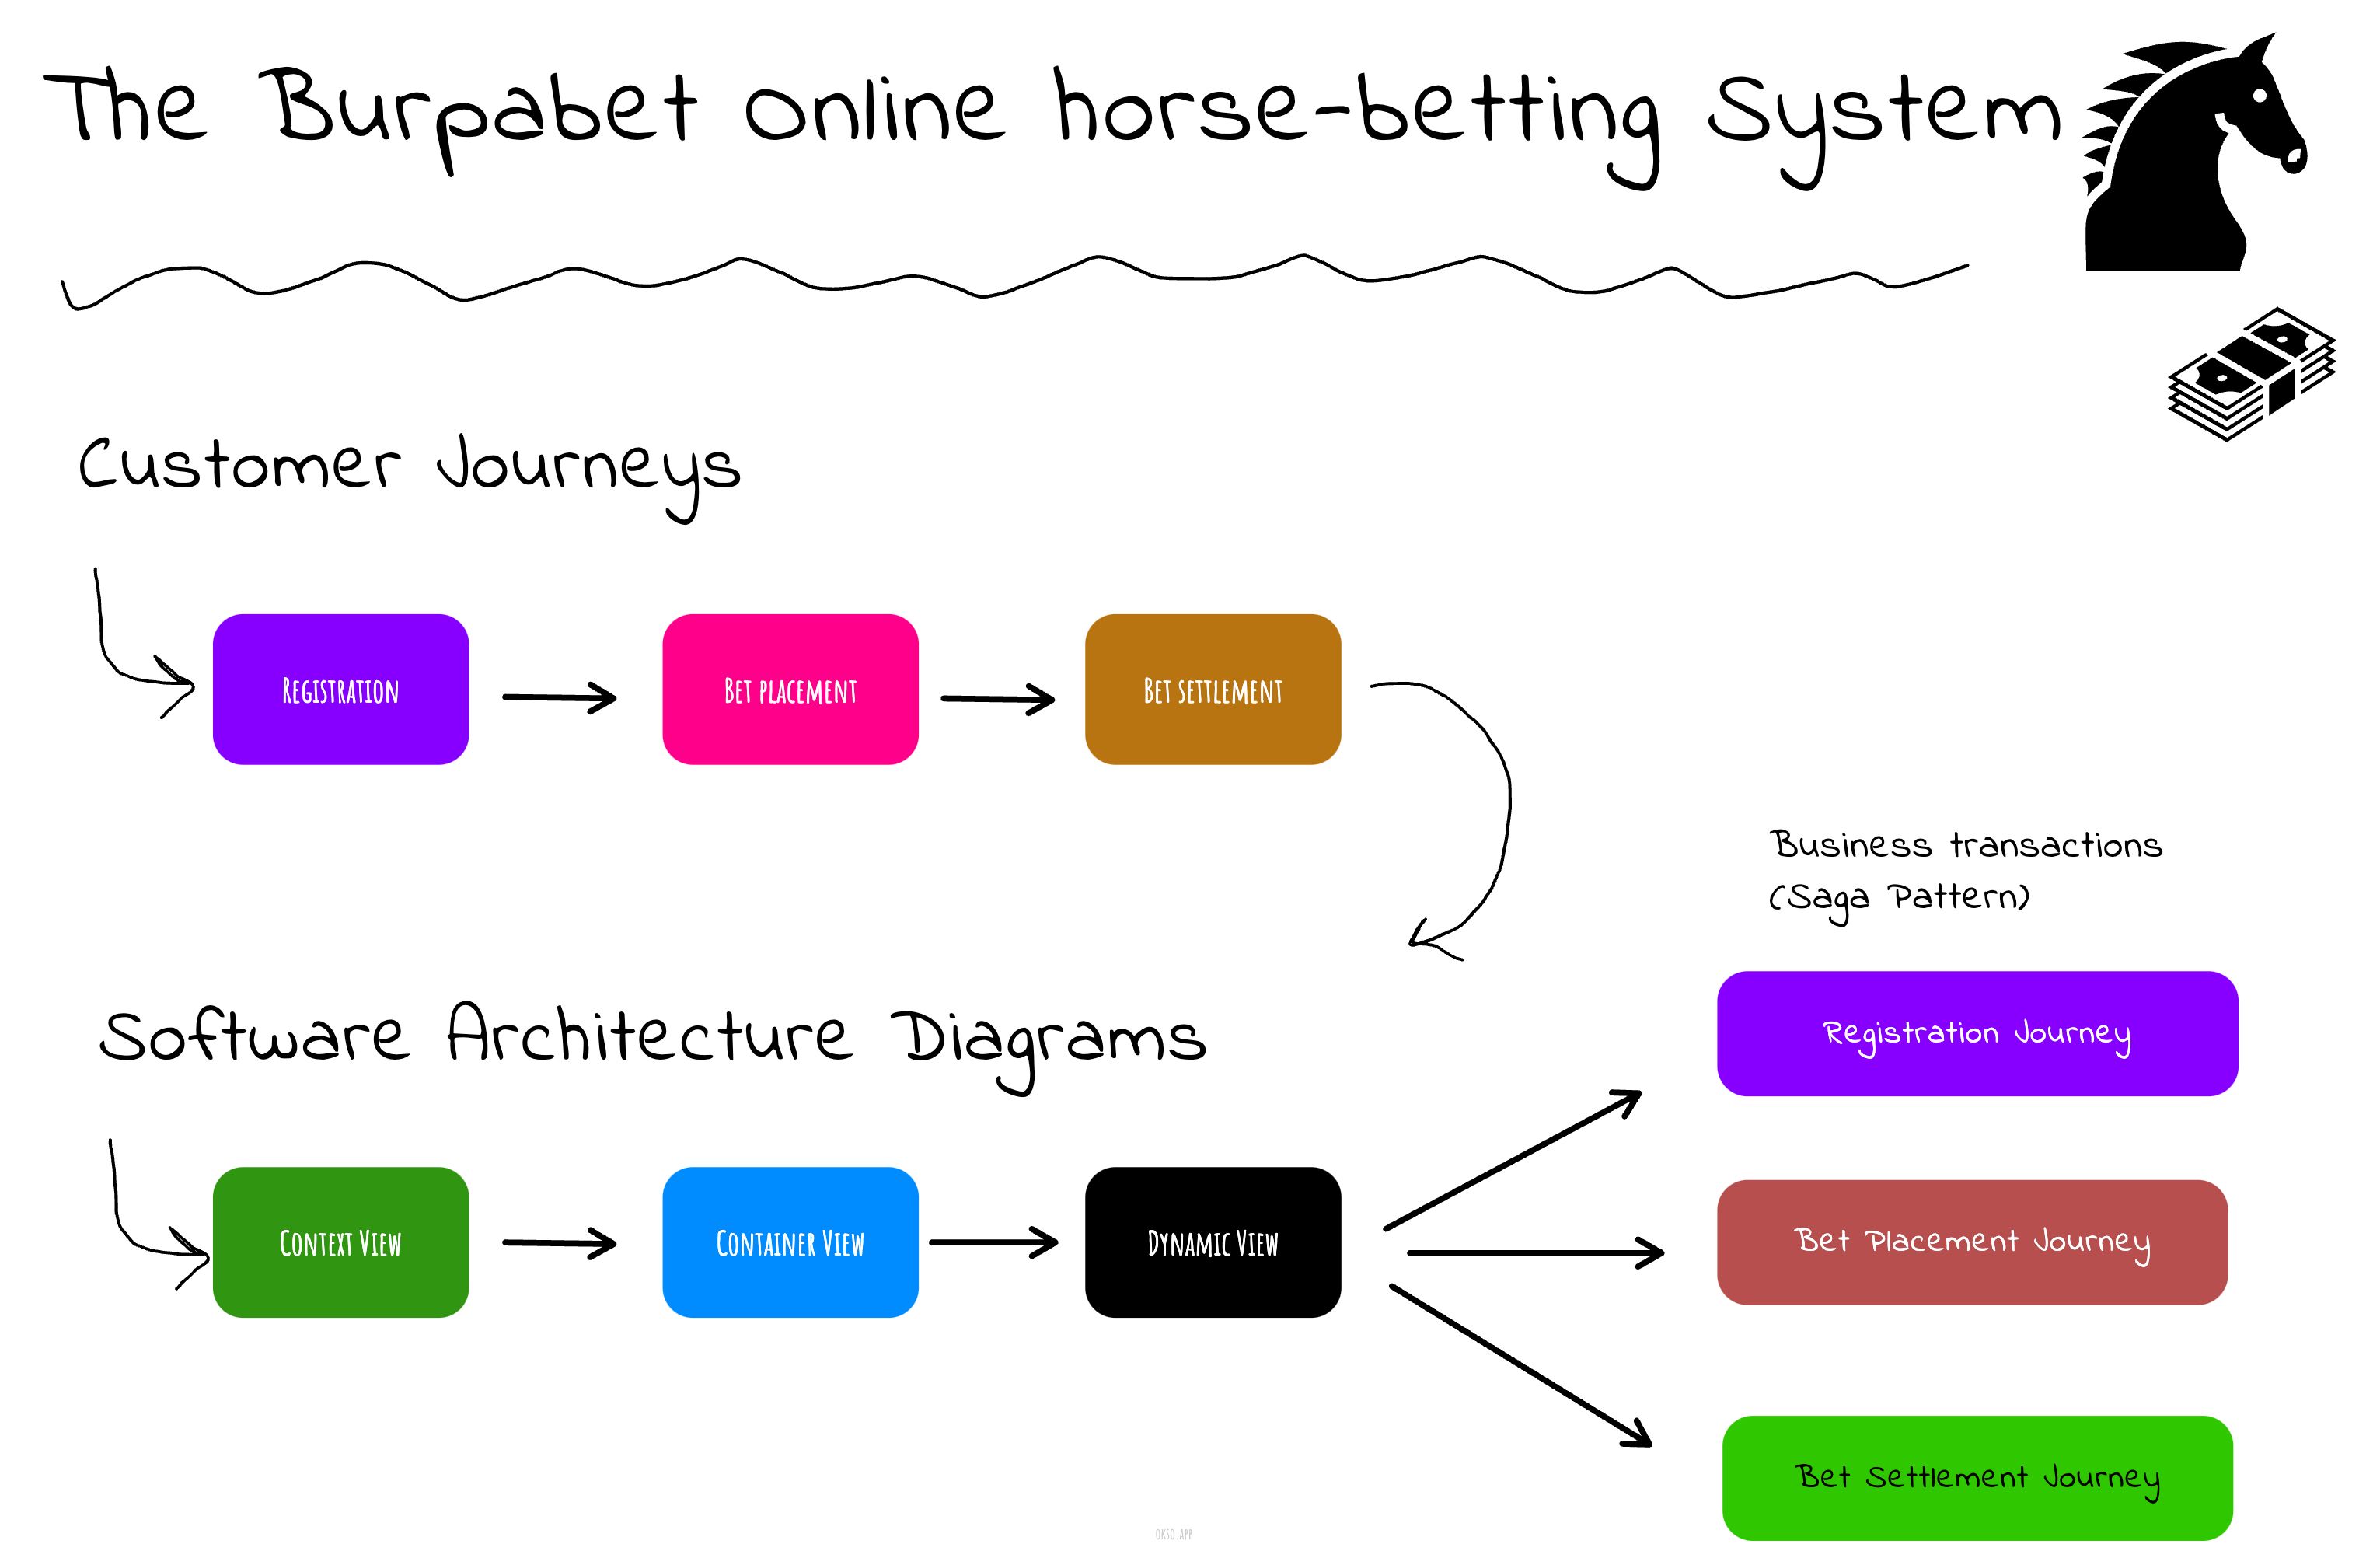 The Burpabet online horse-betting System
Customer Journeys
Registration
Bet placement
Bet settlement
Business transactions
(Saga Pattern)
Software Architecture Diagrams
Registration Journey
Context View
Container View
Dynamic View
Bet Placement Journey
Bet Settlement Journey
OKSO.APP